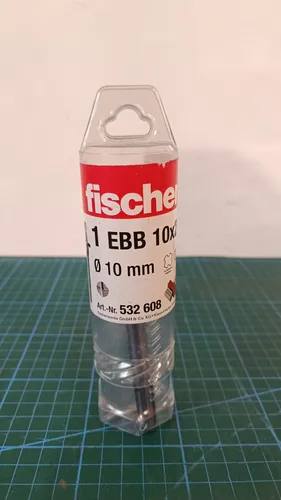 fischer
1 EBB 10x
Ø 10 mm
Art.-Nr. 532 608